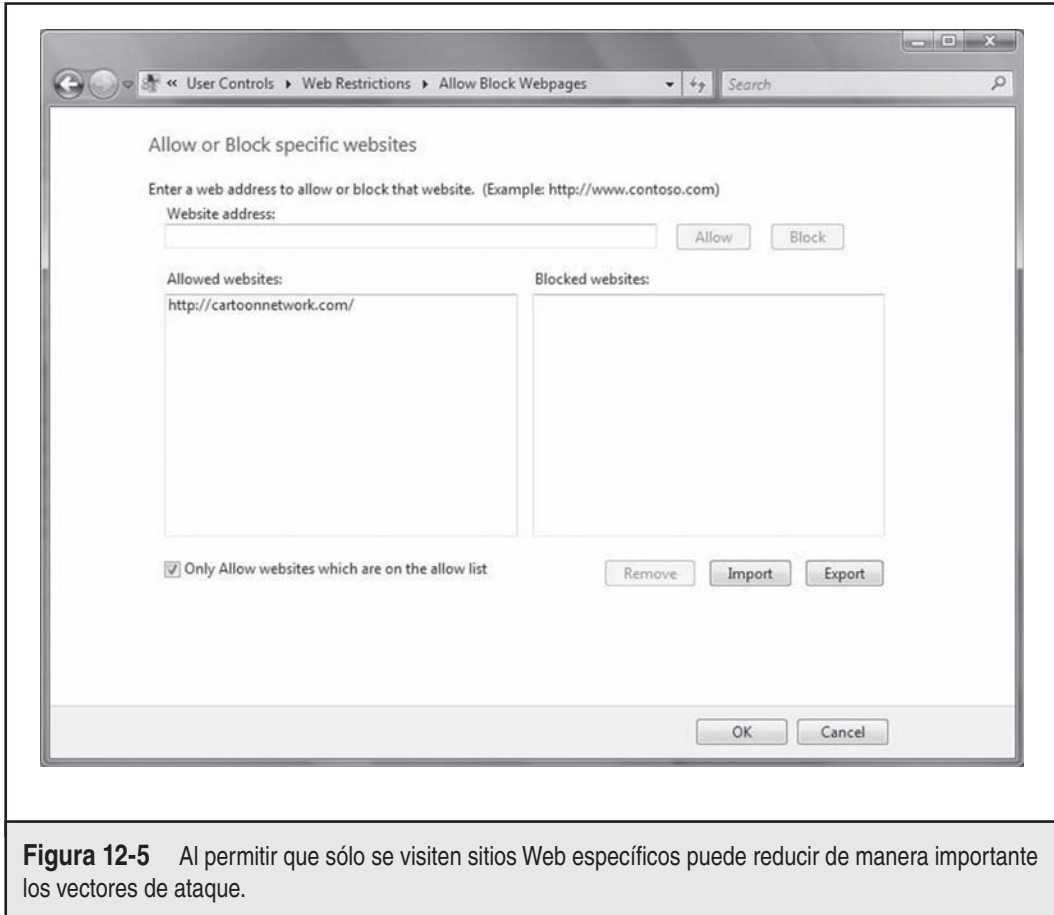 « User Controls ▸ Web Restrictions ▸ Allow Block Webpages
Search
Allow or Block specific websites
Enter a web address to allow or block that website. (Example: http://www.contoso.com)
Website address:
Allow
Block
Allowed websites:
Blocked websites:
http://cartoonnetwork.com/
Only Allow websites which are on the allow list
Remove
Import
Export
OK
Cancel
Figura 12-5 Al permitir que sólo se visiten sitios Web específicos puede reducir de manera importante
los vectores de ataque.